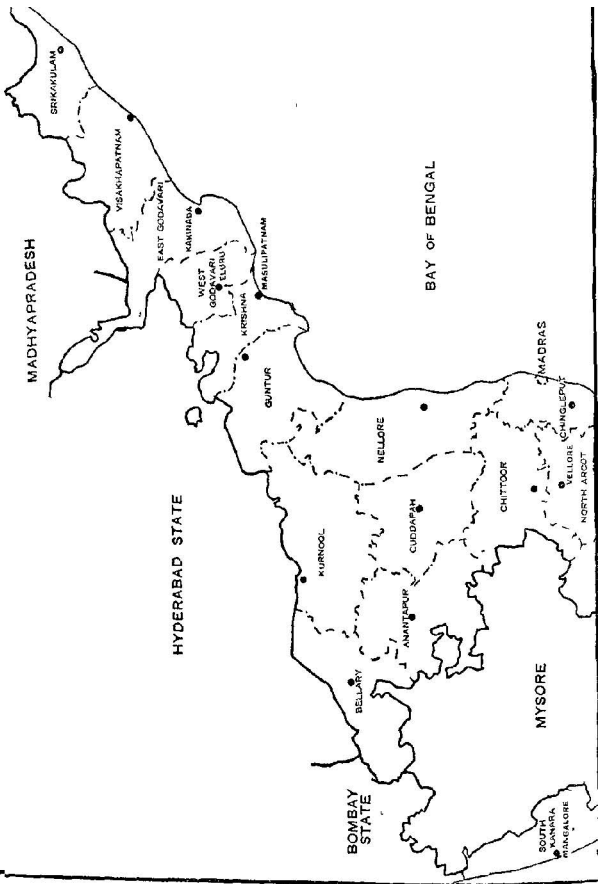 SRIKAKULAM
VISAKHAPATNAM
MADHYAPRADESH
EAST GODAVARI
KAKINADA
WEST
GODAVARI
ELURU
MASULIPATNAM
KRISHNA
BAY OF BENGAL
GUNTUR
HYDERABAD STATE
NELLORE
MADRAS
CHINGLEPUT
VELLORE
NORTH ARCOT
CHITTOOR
CUDDAPAH
KURNOOL
ANANTAPUR
BELLARY
MYSORE
BOMBAY
STATE
SOUTH
KANARA
MANGALORE